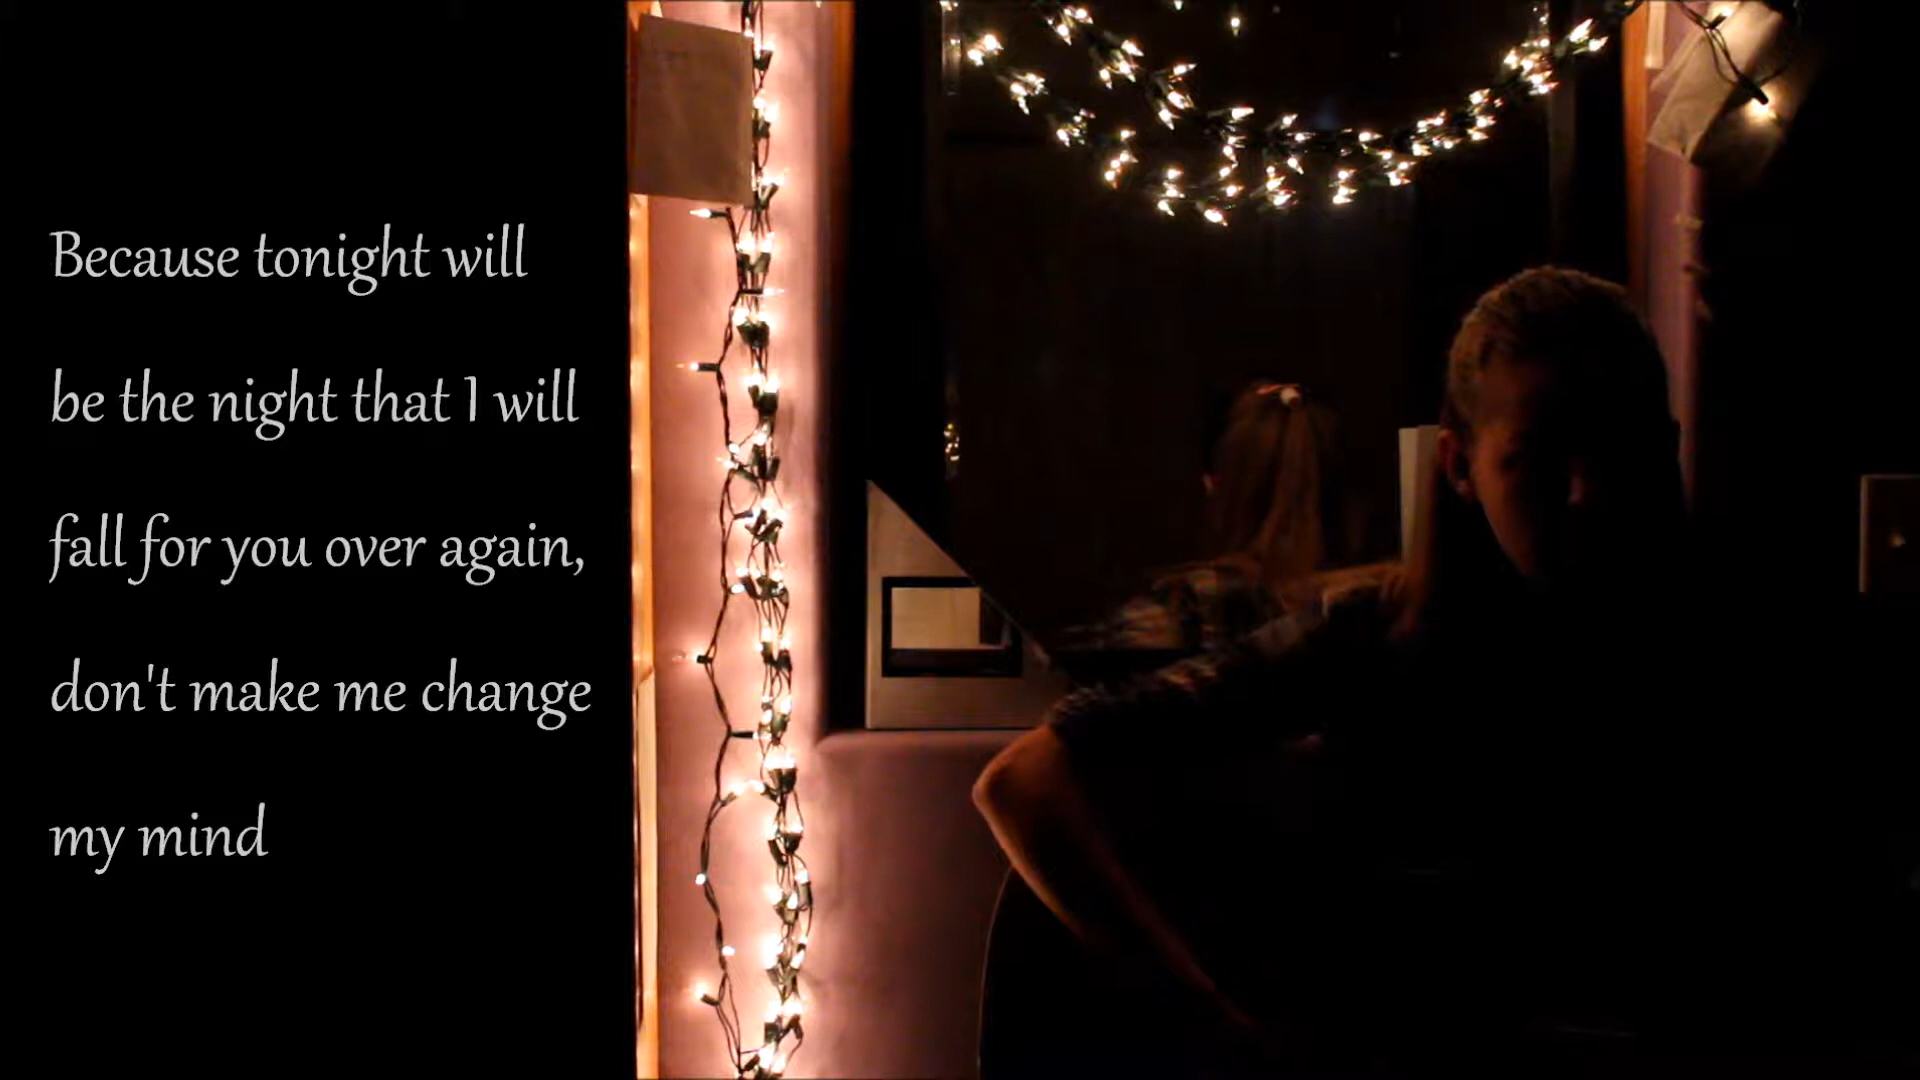 Because tonight will
be the night that I will
fall for you over again,
don't make me change
my mind